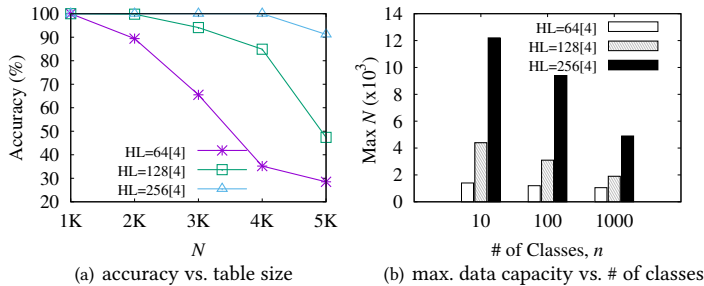 100
90
80
70
60
50
40
30
20
Accuracy (%)
HL=64[4]
HL=128[4]
HL=256[4]
1K 2K 3K 4K 5K
N
(a) accuracy vs. table size
14
12
10
8
6
4
2
0
Max N (x10³)
HL=64[4]
HL=128[4]
HL=256[4]
10 100 1000
# of Classes, n
(b) max. data capacity vs. # of classes